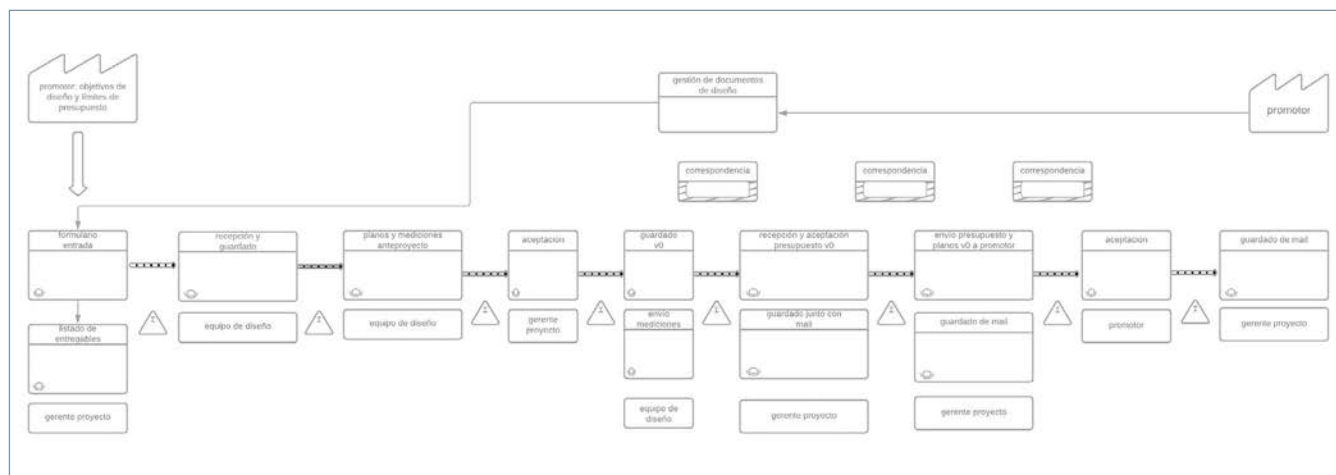 promotor: objetivos de
diseño y límites de
presupuesto
gestión de documentos
de diseño
promotor
correspondencia
correspondencia
correspondencia
formulario
entrada
recepción y
guardado
planos y mediciones
anteproyecto
aceptacion
guardado
v0
recepción y aceptación
presupuesto v0
envío presupuesto y
planos v0 a promotor
aceptacion
guardado de mail
listado de
entregables
equipo de diseño
equipo de diseño
gerente
proyecto
envío
mediciones
guardado junto con
mail
guardado de mail
promotor
gerente proyecto
gerente proyecto
equipo de
diseño
gerente proyecto
gerente proyecto